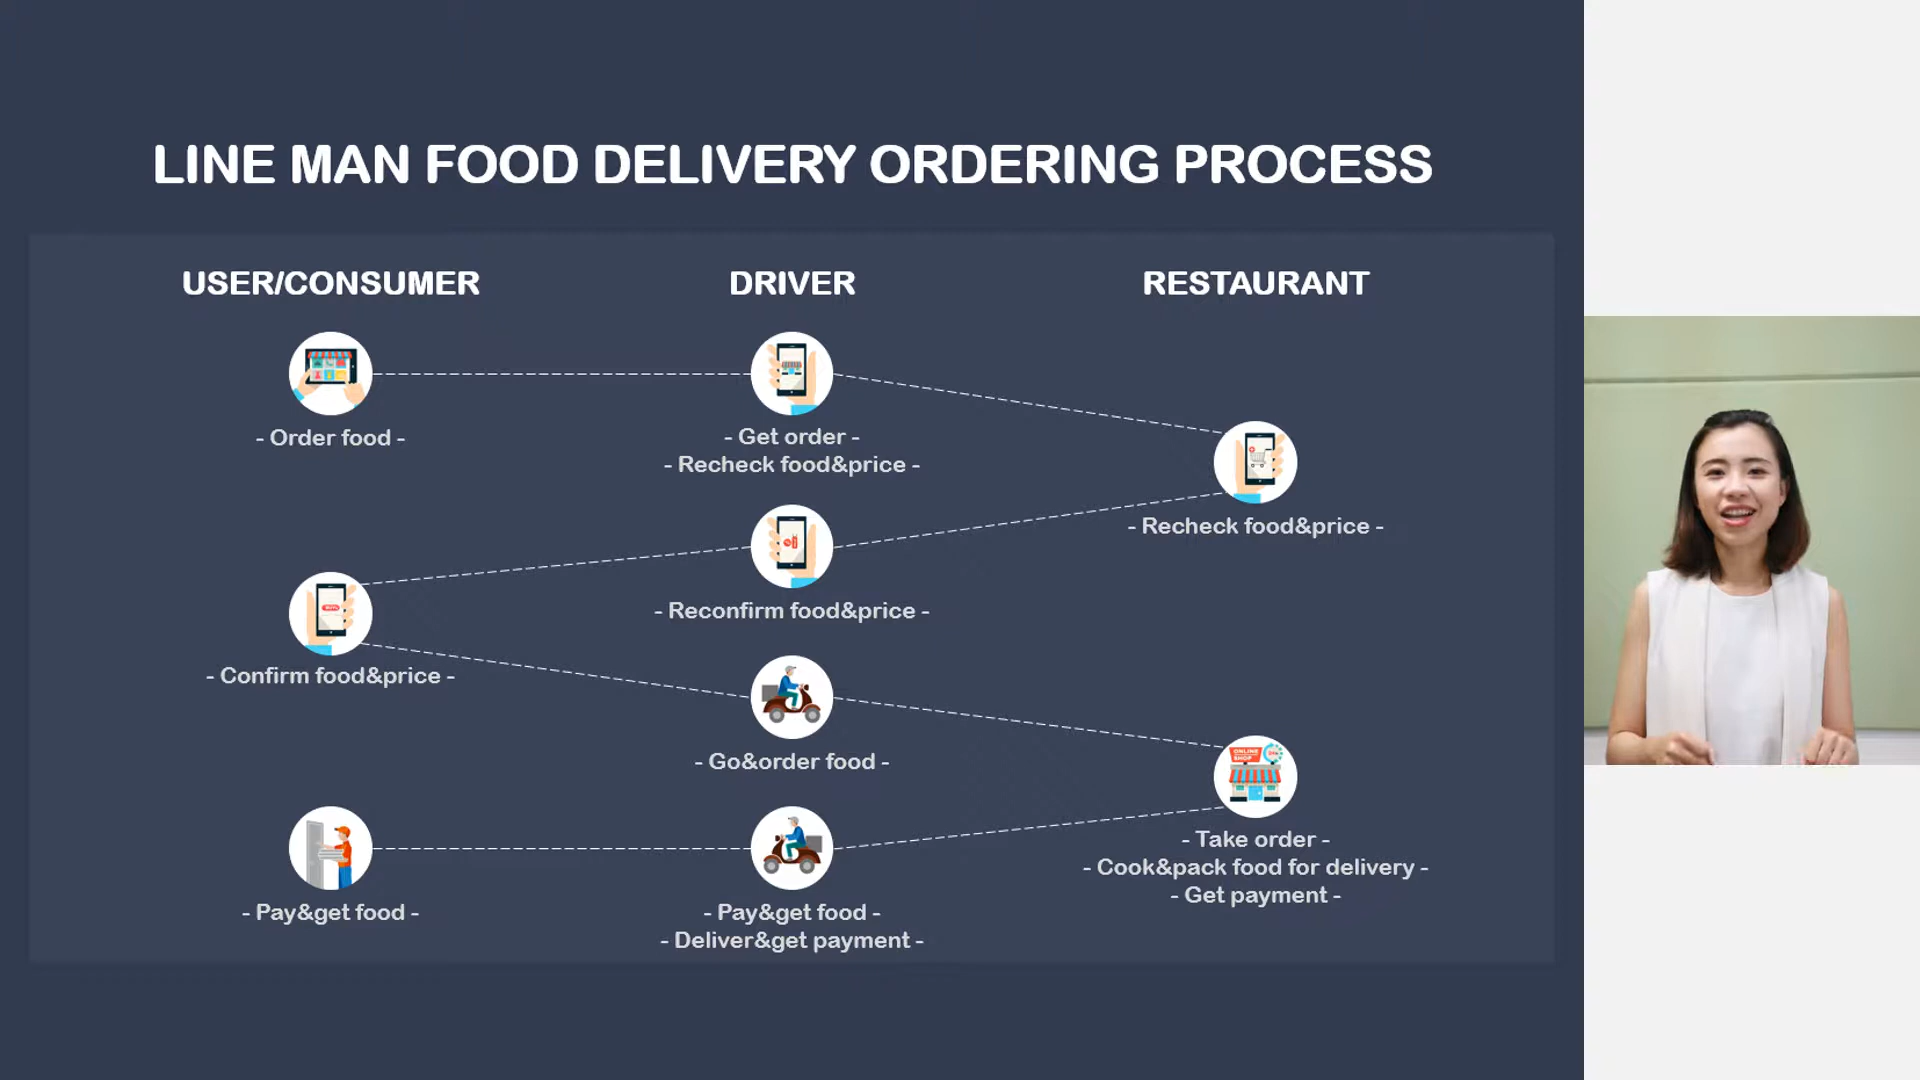 LINE MAN FOOD DELIVERY ORDERING PROCESS
USER/CONSUMER
DRIVER
RESTAURANT
- Order food -
- Get order -
- Recheck food&price -
- Recheck food&price -
- Reconfirm food&price -
- Confirm food&price -
- Go&order food -
ONLINE
SHOP
- Take order -
- Cook&pack food for delivery -
- Get payment -
- Pay&get food -
- Pay&get food -
- Deliver&get payment -